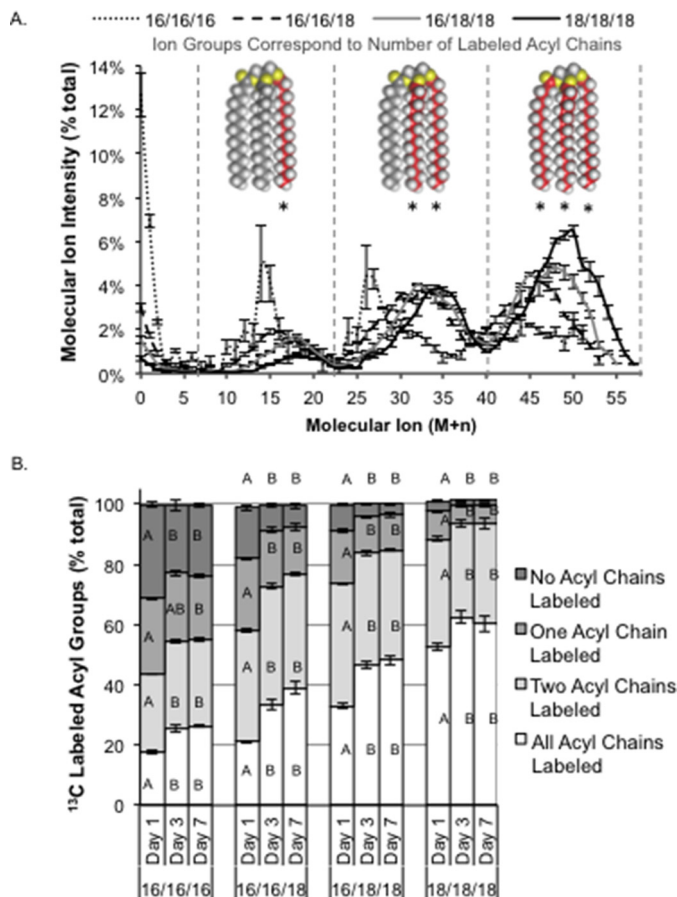 A.
16/16/16 16/16/18 16/18/18 18/18/18
Ion Groups Correspond to Number of Labeled Acyl Chains
Molecular Ion Intensity (% total)
14%
12%
10%
8%
6%
4%
2%
0%
* * * * * *
0 5 10 15 20 25 30 35 40 45 50 55
Molecular Ion (M+n)
B.
¹³C Labeled Acyl Groups (% total)
A B B A B B A B B
100
80
60
40
20
0
A B B A B B
A AB B A B B A B B
A B B A B B A B B A B B
A B B A B B A B B A B B
No Acyl Chains Labeled
One Acyl Chain Labeled
Two Acyl Chains Labeled
All Acyl Chains Labeled
Day 1 Day 3 Day 7 Day 1 Day 3 Day 7 Day 1 Day 3 Day 7 Day 1 Day 3 Day 7
16/16/16 16/16/18 16/18/18 18/18/18